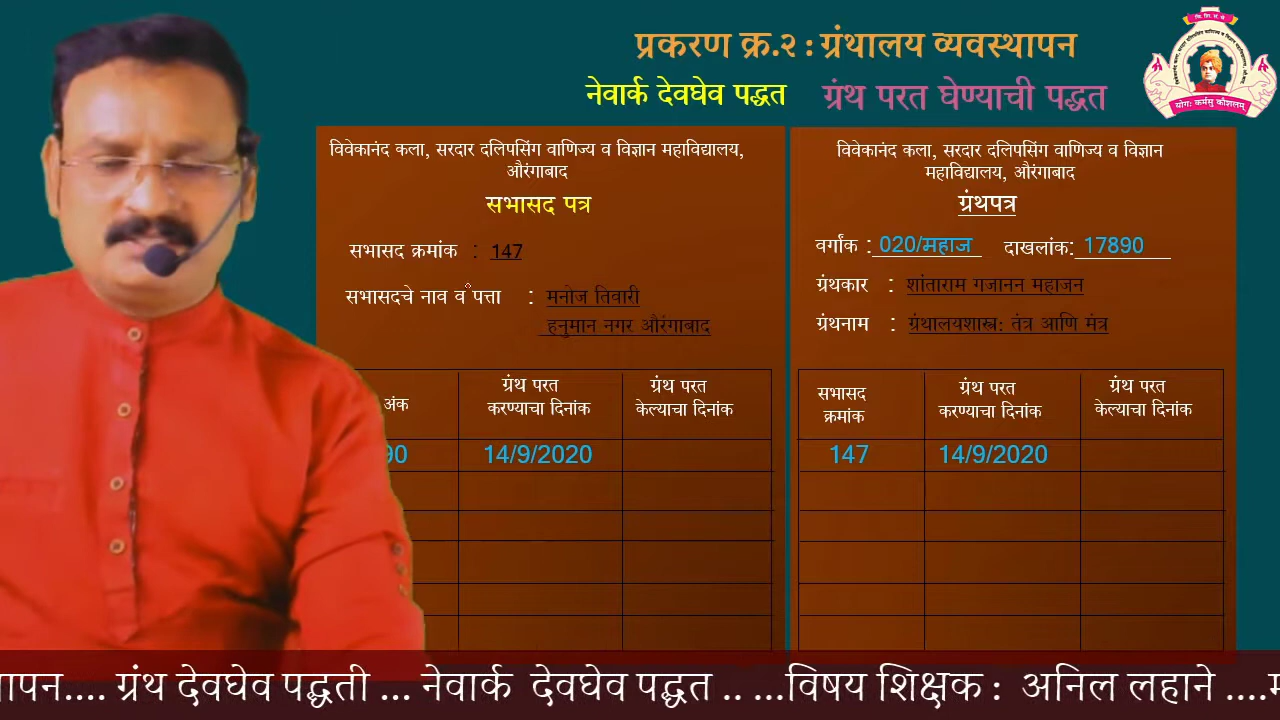 प्रकरण क्र.२ : ग्रंथालय व्यवस्थापन
नेवार्क देवघेव पद्धत ग्रंथ परत घेण्याची पद्धत
योगः कर्मसु कौशलम्
विवेकानंद कला, सरदार दलिपसिंग वाणिज्य व विज्ञान महाविद्यालय,
औरंगाबाद
सभासद पत्र
सभासद क्रमांक : 147
सभासदचे नाव व पत्ता : मनोज तिवारी
हनुमान नगर औरंगाबाद
अंक
ग्रंथ परत
करण्याचा दिनांक
ग्रंथ परत
केल्याचा दिनांक
90 14/9/2020
विवेकानंद कला, सरदार दलिपसिंग वाणिज्य व विज्ञान
महाविद्यालय, औरंगाबाद
ग्रंथपत्र
वर्गांक : 020/महाज दाखलांक: 17890
ग्रंथकार : शांताराम गजानन महाजन
ग्रंथनाम : ग्रंथालयशास्त्र: तंत्र आणि मंत्र
सभासद
क्रमांक
ग्रंथ परत
करण्याचा दिनांक
ग्रंथ परत
केल्याचा दिनांक
147 14/9/2020
थापन.... ग्रंथ देवघेव पद्धती ... नेवार्क देवघेव पद्धत .. ...विषय शिक्षक : अनिल लहाने ....